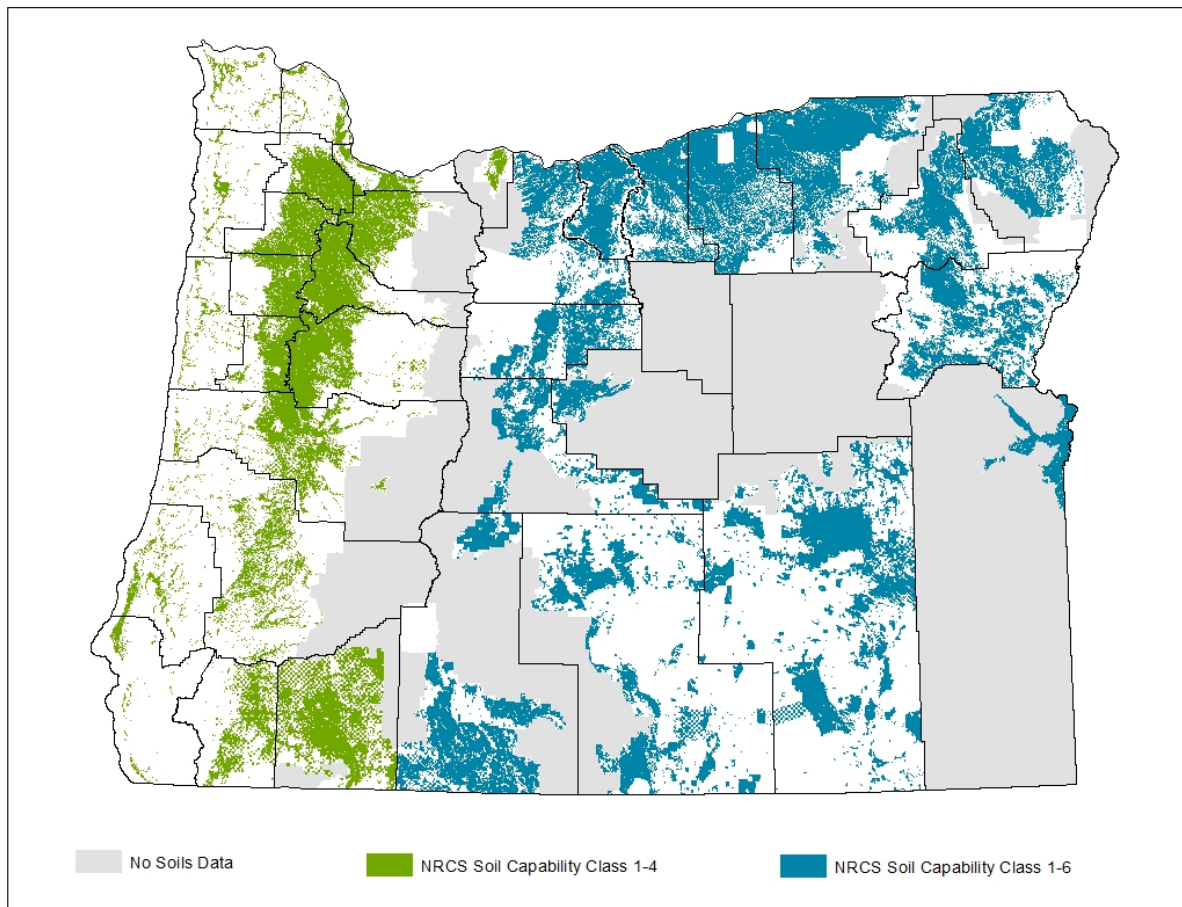 No Soils Data
NRCS Soil Capability Class 1-4
NRCS Soil Capability Class 1-6